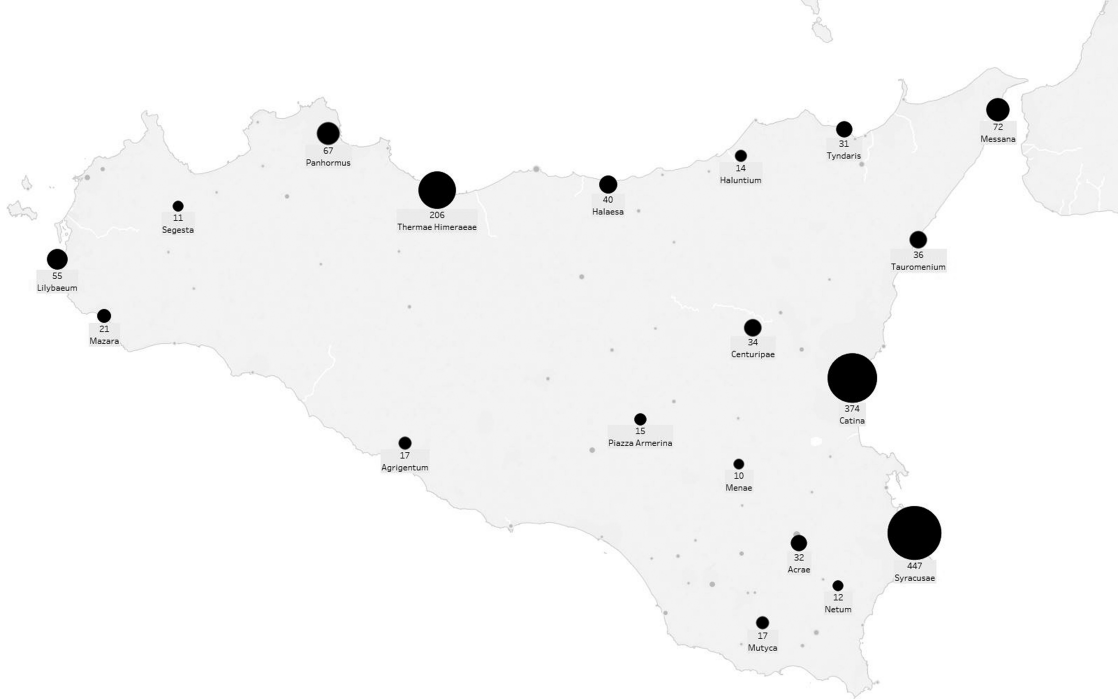 72
Messana
67
Panhormus
31
Tyndaris
14
Haluntium
40
Halaesa
206
Thermae Himeraeae
11
Segesta
36
Tauromenium
55
Lilybaeum
21
Mazara
34
Centuripae
374
Catina
15
Piazza Armerina
17
Agrigentum
10
Menae
447
Syracusae
32
Acrae
12
Netum
17
Mutyca